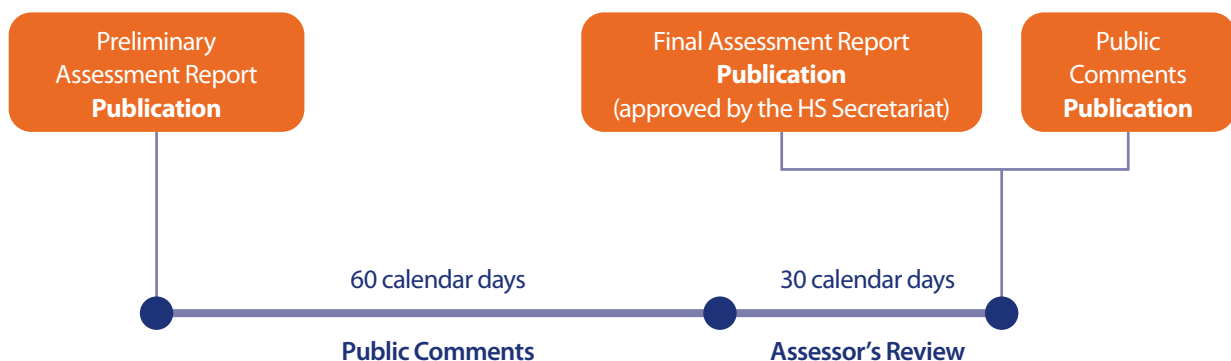 Preliminary
Assessment Report
Publication
Final Assessment Report
Publication
(approved by the HS Secretariat)
Public
Comments
Publication
60 calendar days
30 calendar days
Public Comments
Assessor’s Review